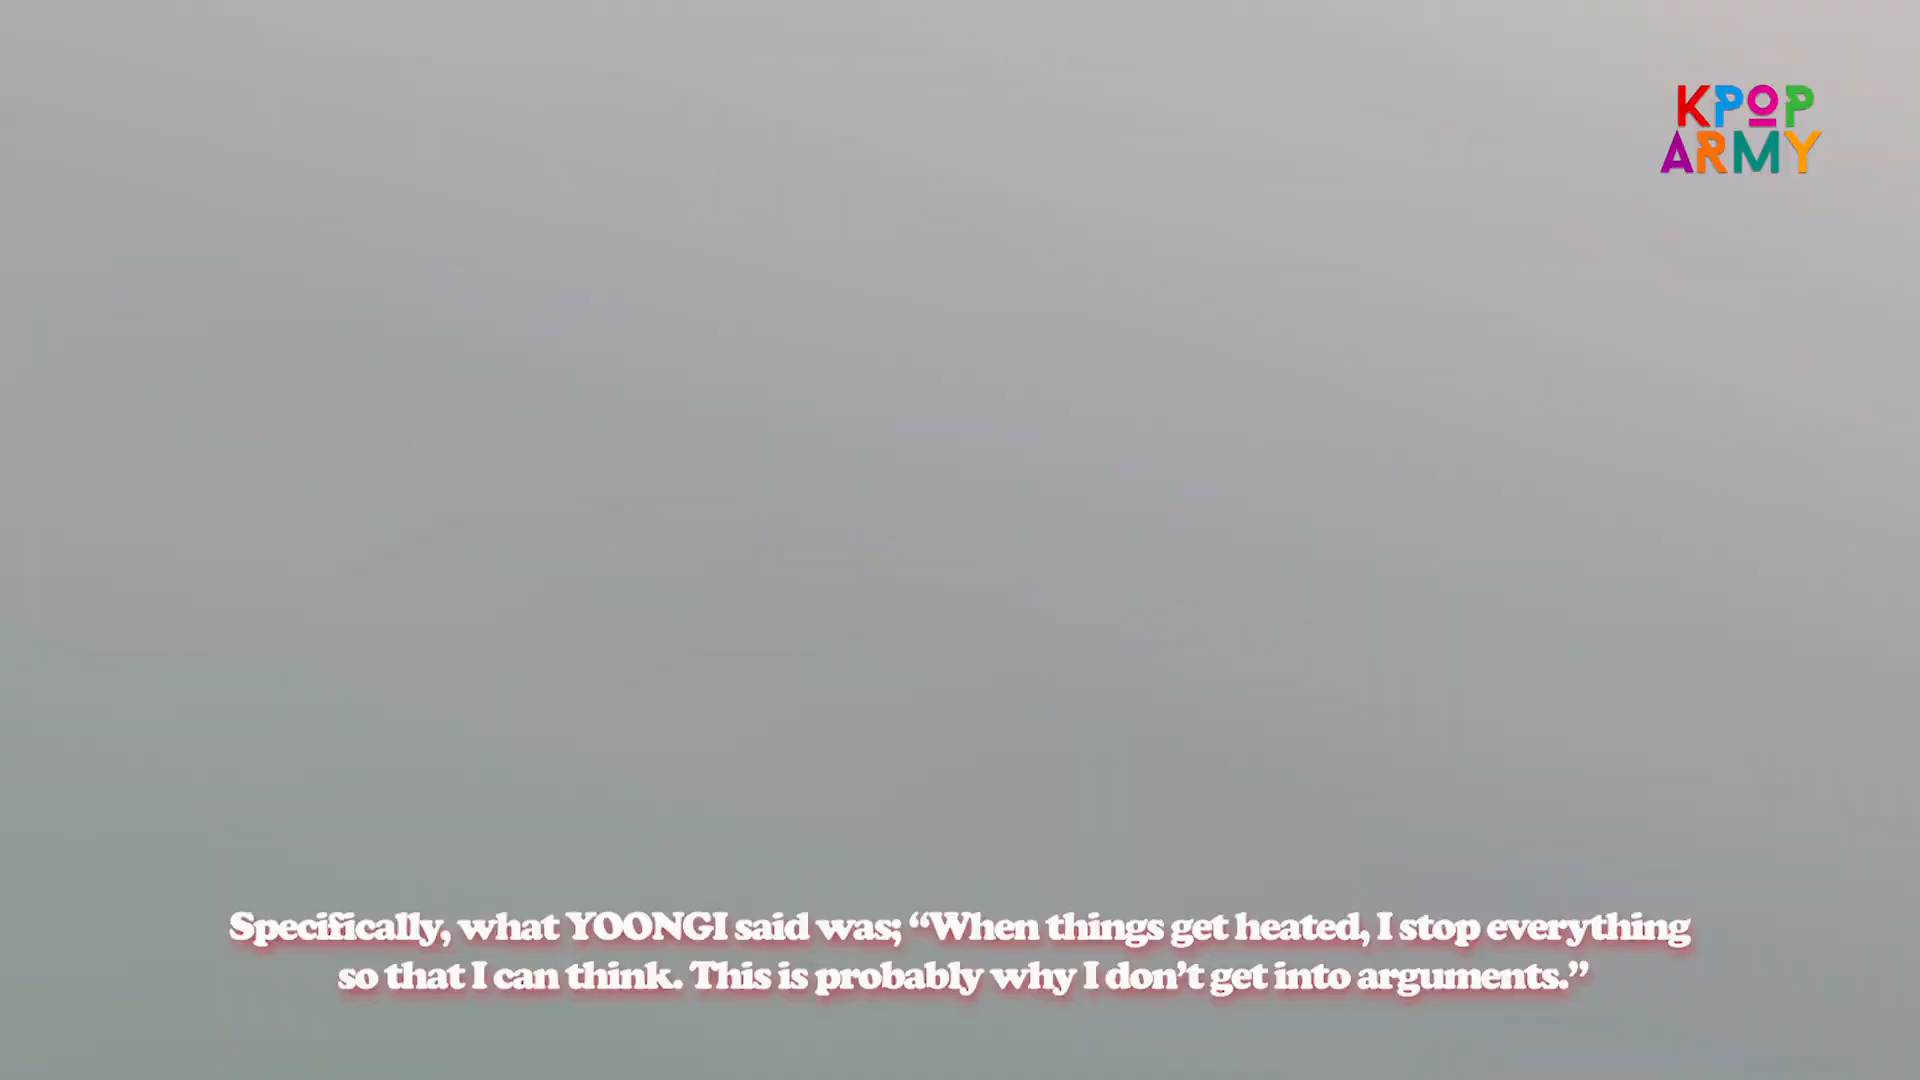 KPOP
ARMY
Specifically, what YOONGI said was; “When things get heated, I stop everything
so that I can think. This is probably why I don’t get into arguments.”